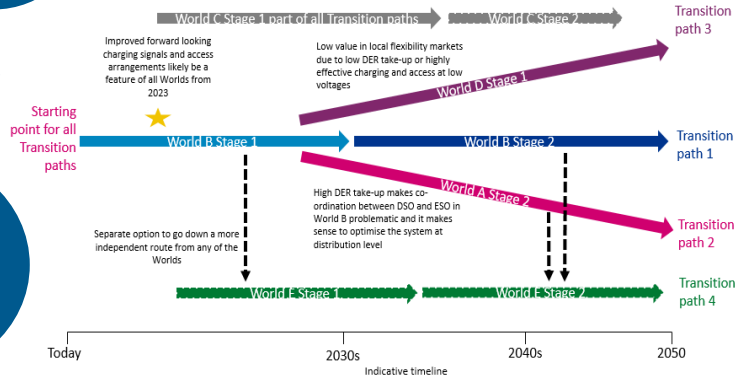 World C Stage 1 part of all Transition paths
World C Stage 2
Transition
path 3
Improved forward looking
charging signals and access
arrangements likely be a
feature of all Worlds from
2023
Low value in local flexibility markets
due to low DER take-up or highly
effective charging and access at low
voltages
World D Stage 1
Starting
point for all
Transition
paths
World B Stage 1
World B Stage 2
Transition
path 1
World A Stage 2
High DER take-up makes co-
ordination between DSO and ESO in
World B problematic and it makes
sense to optimise the system at
distribution level
Transition
path 2
Separate option to go down a more
independent route from any of the
Worlds
World E Stage 1
World E Stage 2
Transition
path 4
Today
2030s
2040s
2050
Indicative timeline